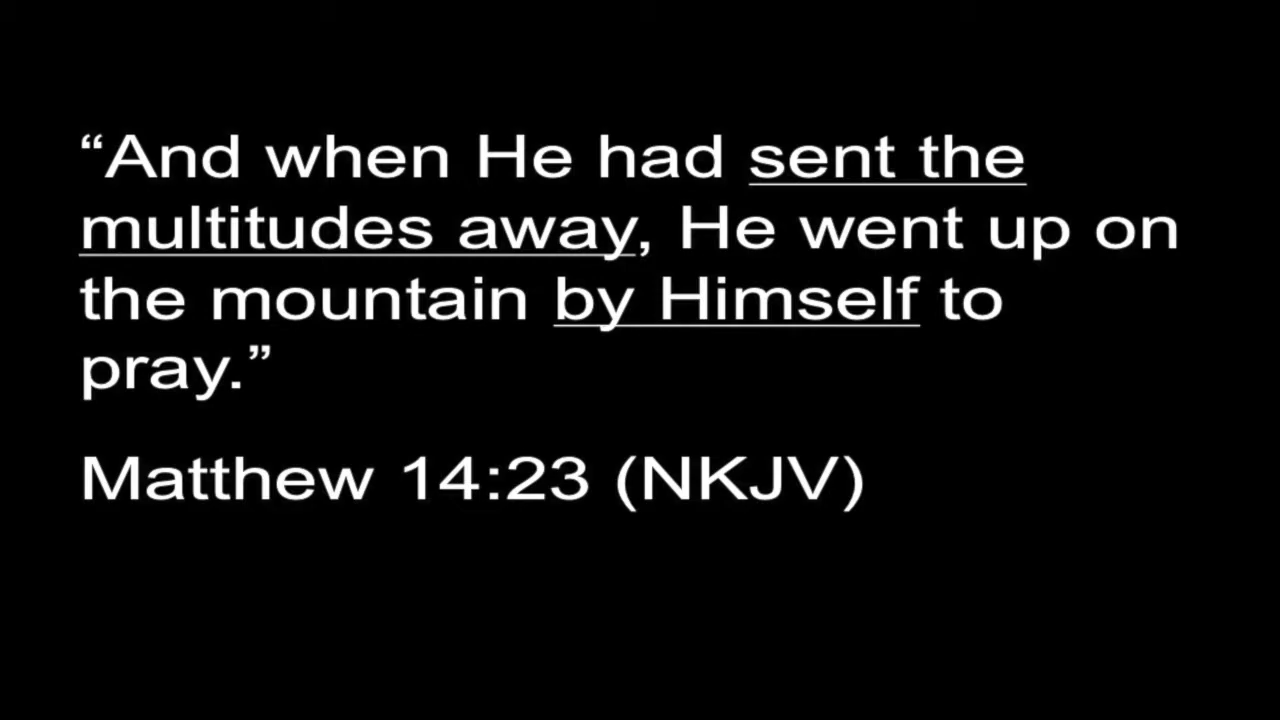 “And when He had sent the
multitudes away, He went up on
the mountain by Himself to
pray.”
Matthew 14:23 (NKJV)